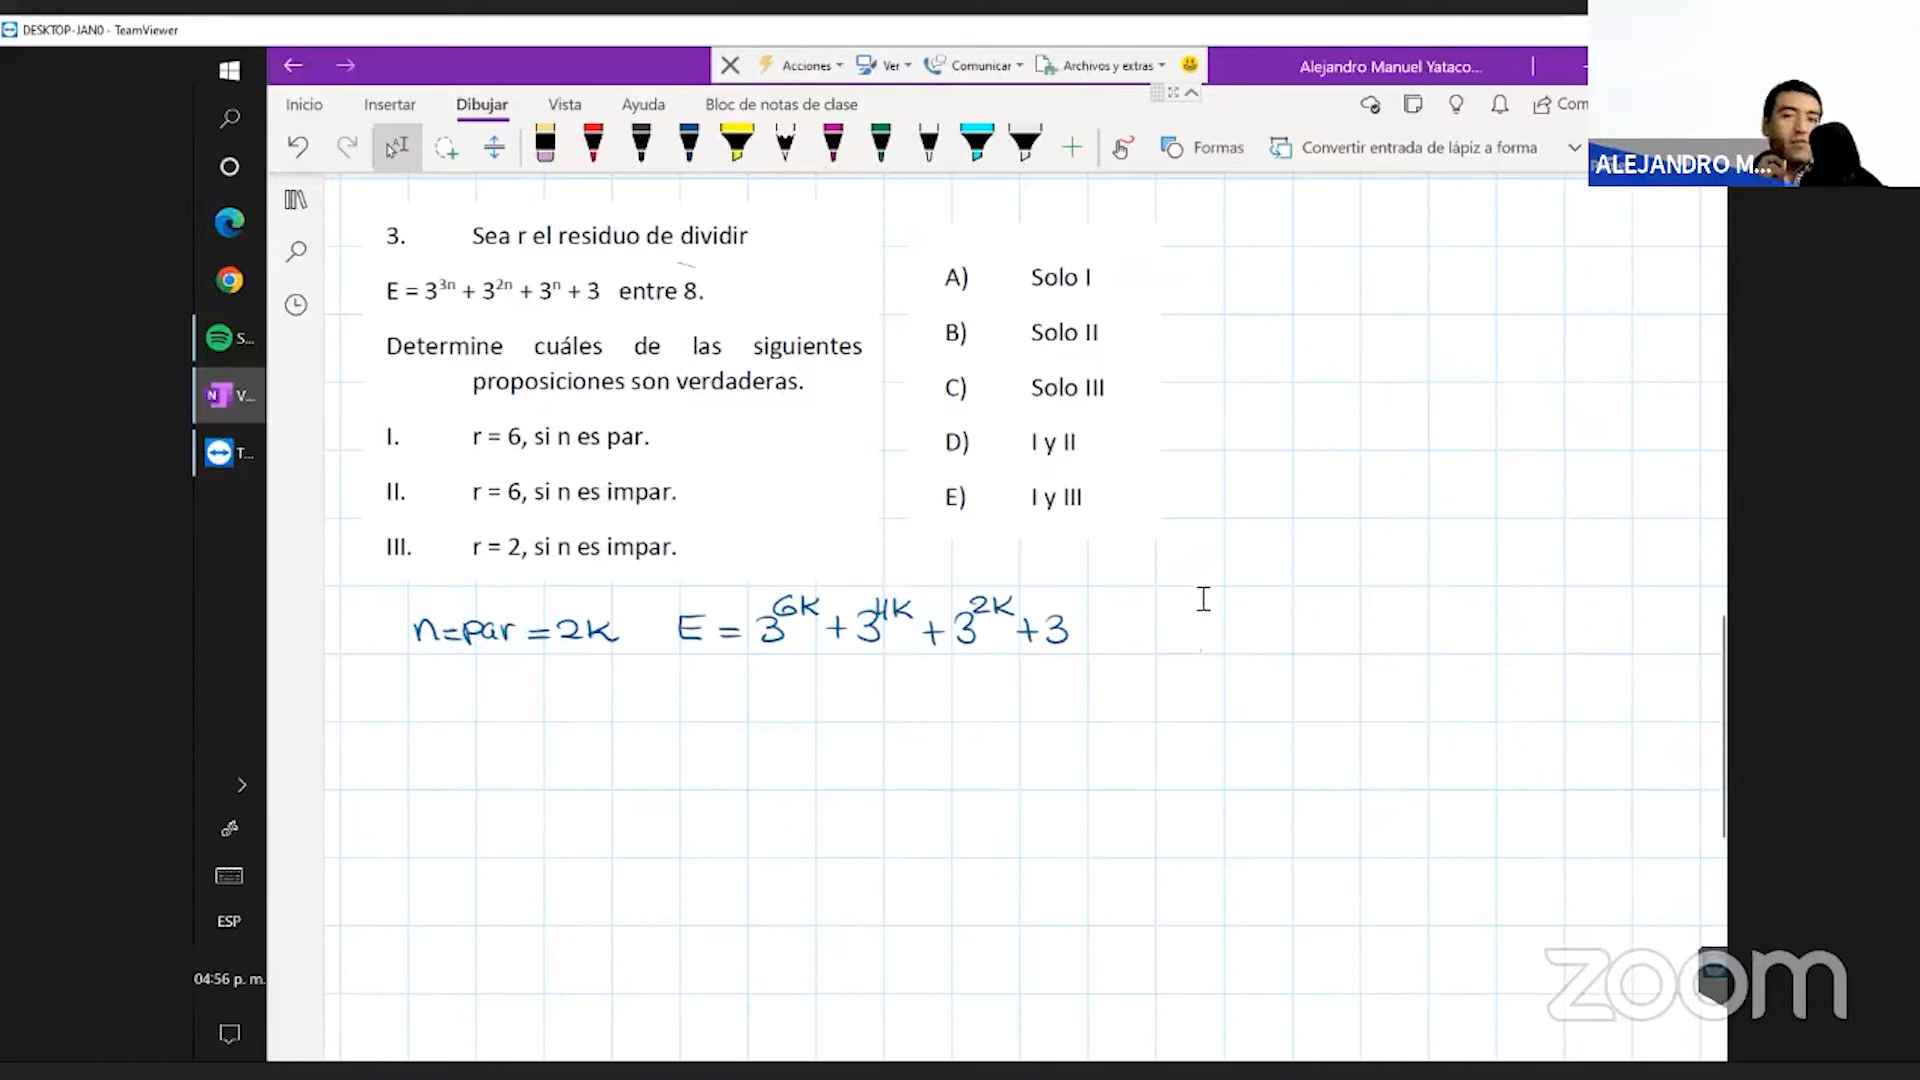 DESKTOP-JAN0 - TeamViewer
Acciones
Ver
Comunicar
Archivos y extras
Alejandro Manuel Yataco...
Inicio
Insertar
Dibujar
Vista
Ayuda
Bloc de notas de clase
Com
Formas
Convertir entrada de lápiz a forma
ALEJANDRO M...
3. Sea r el residuo de dividir
E = 3³ⁿ + 3²ⁿ + 3ⁿ + 3 entre 8.
Determine cuáles de las siguientes
proposiciones son verdaderas.
I. r = 6, si n es par.
II. r = 6, si n es impar.
III. r = 2, si n es impar.
A) Solo I
B) Solo II
C) Solo III
D) I y II
E) I y III
n=par=2K E = 3^6K + 3^4K + 3^2K + 3
S...
N V...
T...
ESP
04:56 p. m.
zoom